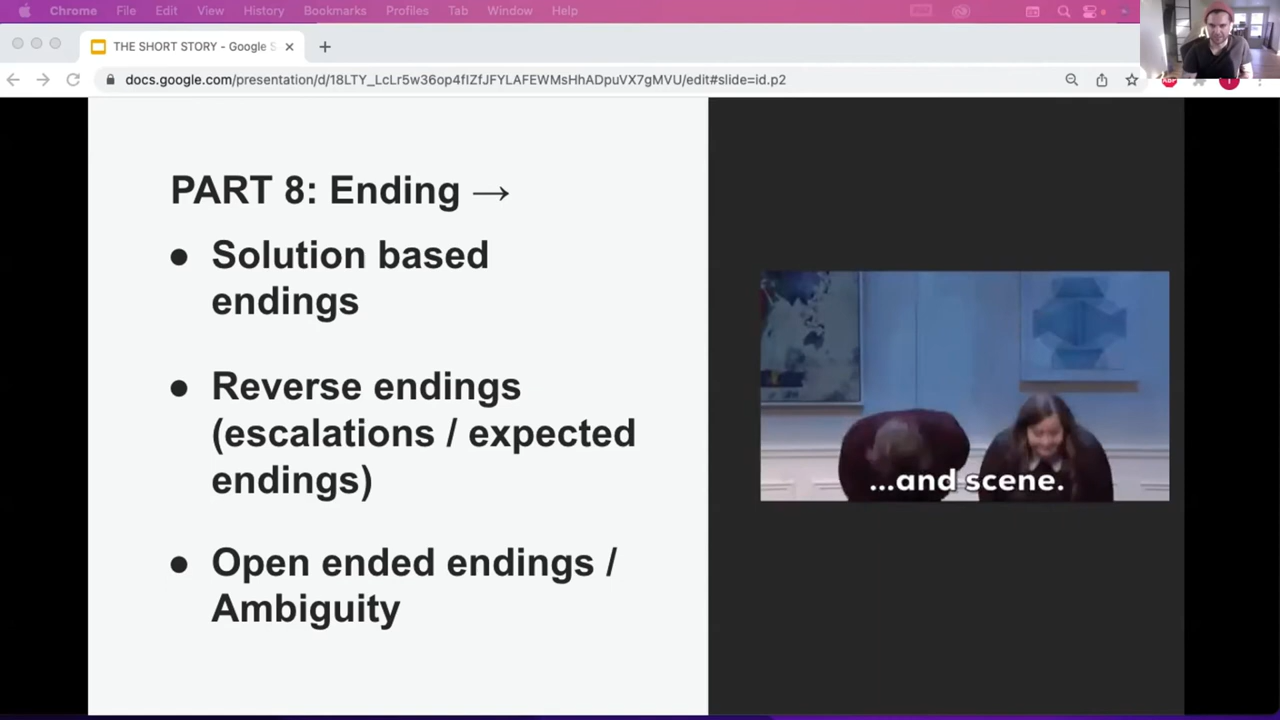 Chrome File Edit View History Bookmarks Profiles Tab Window Help
THE SHORT STORY - Google S
docs.google.com/presentation/d/18LTY_LcLr5w36op4fIZfJFYLAFEWMsHhADpuVX7gMVU/edit#slide=id.p2
PART 8: Ending →
● Solution based
endings
● Reverse endings
(escalations / expected
endings)
● Open ended endings /
Ambiguity
...and scene.